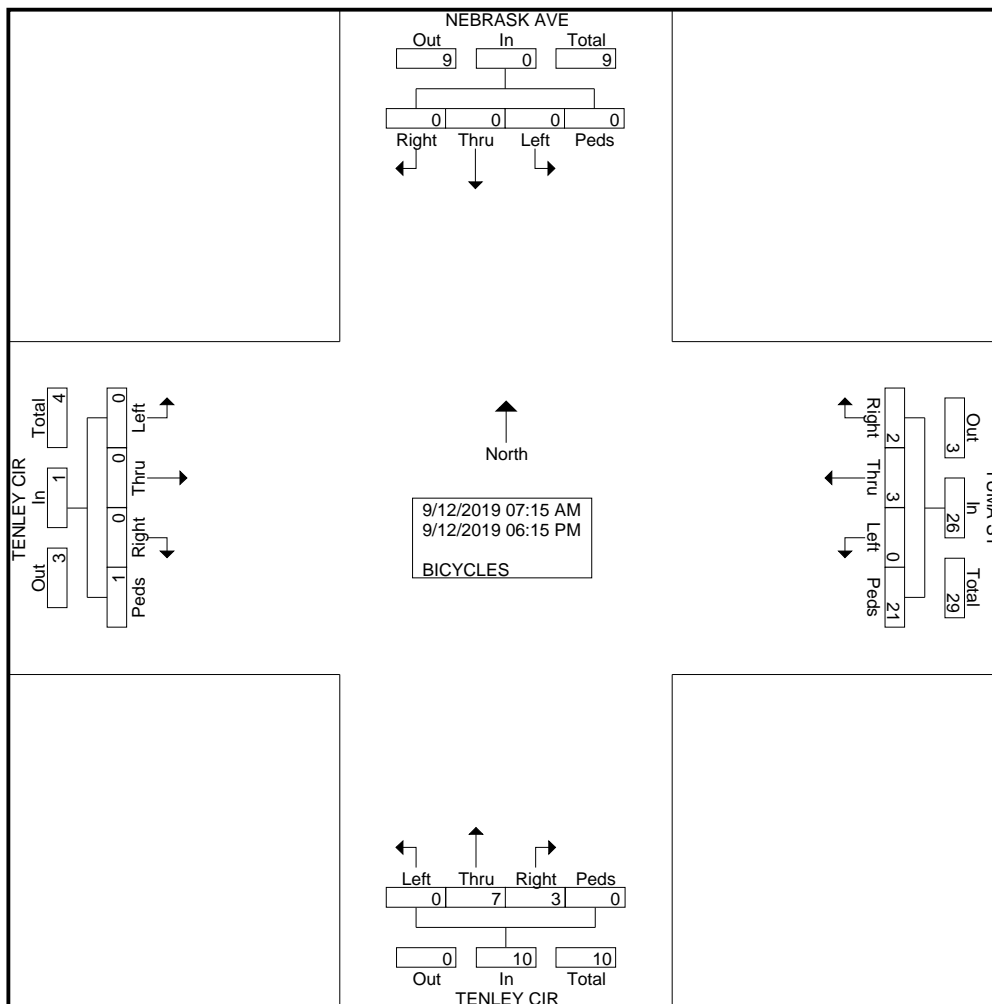 NEBRASK AVE
Out In Total
9 0 9
0 0 0 0
Right Thru Left Peds
TENLEY CIR
Total In Out
4 1 3
0 0 0 1
Left Thru Right Peds
North
9/12/2019 07:15 AM
9/12/2019 06:15 PM
BICYCLES
Right Thru Left Peds
2 3 0 21
Out In Total
3 26 29
Left Thru Right Peds
0 7 3 0
0 10 10
Out In Total
TENLEY CIR